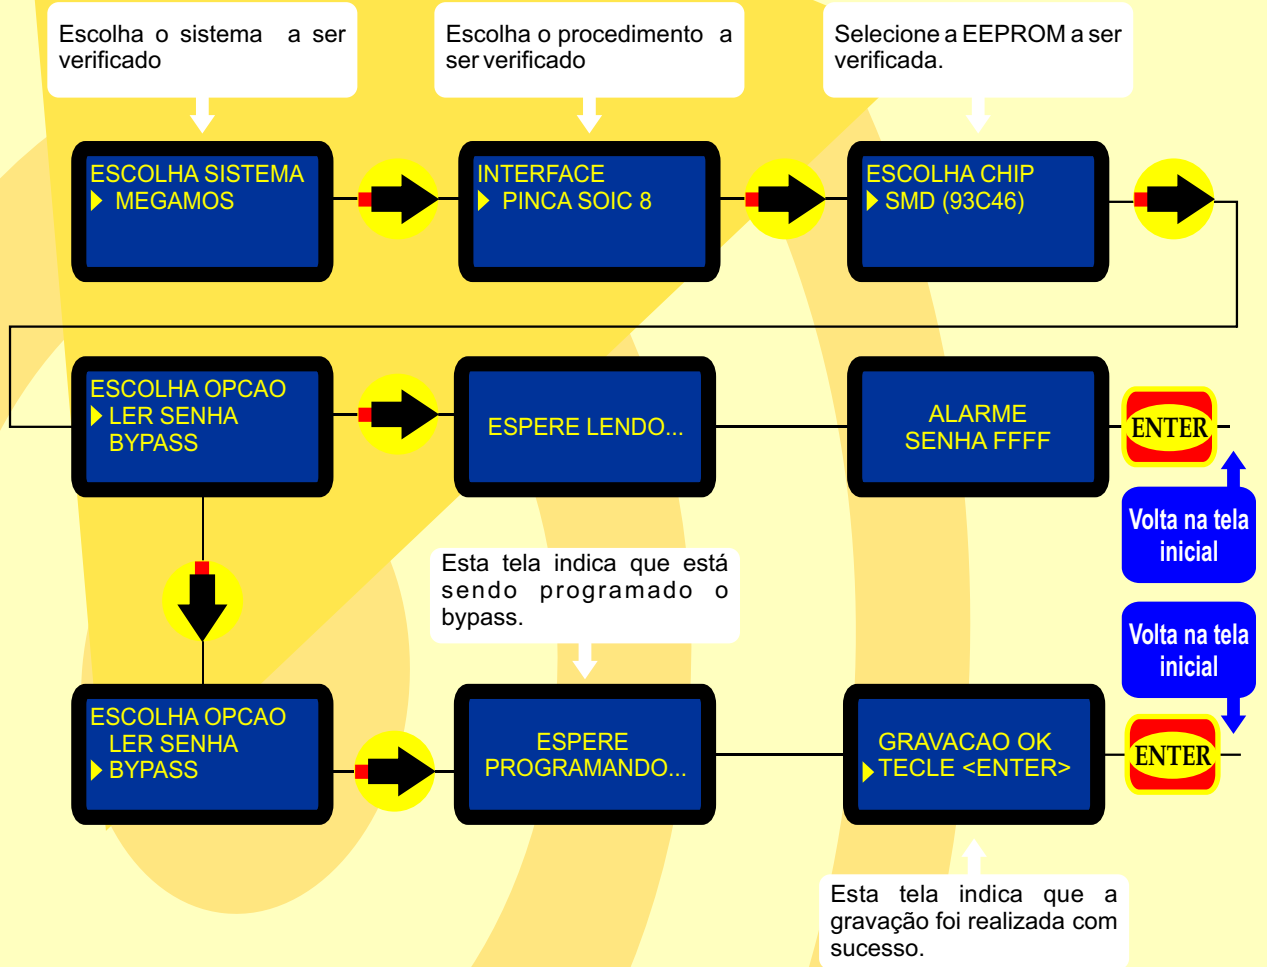 Escolha o sistema a ser
verificado
Escolha o procedimento a
ser verificado
Selecione a EEPROM a ser
verificada.
ESCOLHA SISTEMA
MEGAMOS
INTERFACE
PINCA SOIC 8
ESCOLHA CHIP
SMD (93C46)
ESCOLHA OPCAO
LER SENHA
BYPASS
ESPERE LENDO...
ALARME
SENHA FFFF
ENTER
Volta na tela
inicial
Esta tela indica que está
sendo programado o
bypass.
Volta na tela
inicial
ESCOLHA OPCAO
LER SENHA
BYPASS
ESPERE
PROGRAMANDO...
GRAVACAO OK
TECLE <ENTER>
ENTER
Esta tela indica que a
gravação foi realizada com
sucesso.